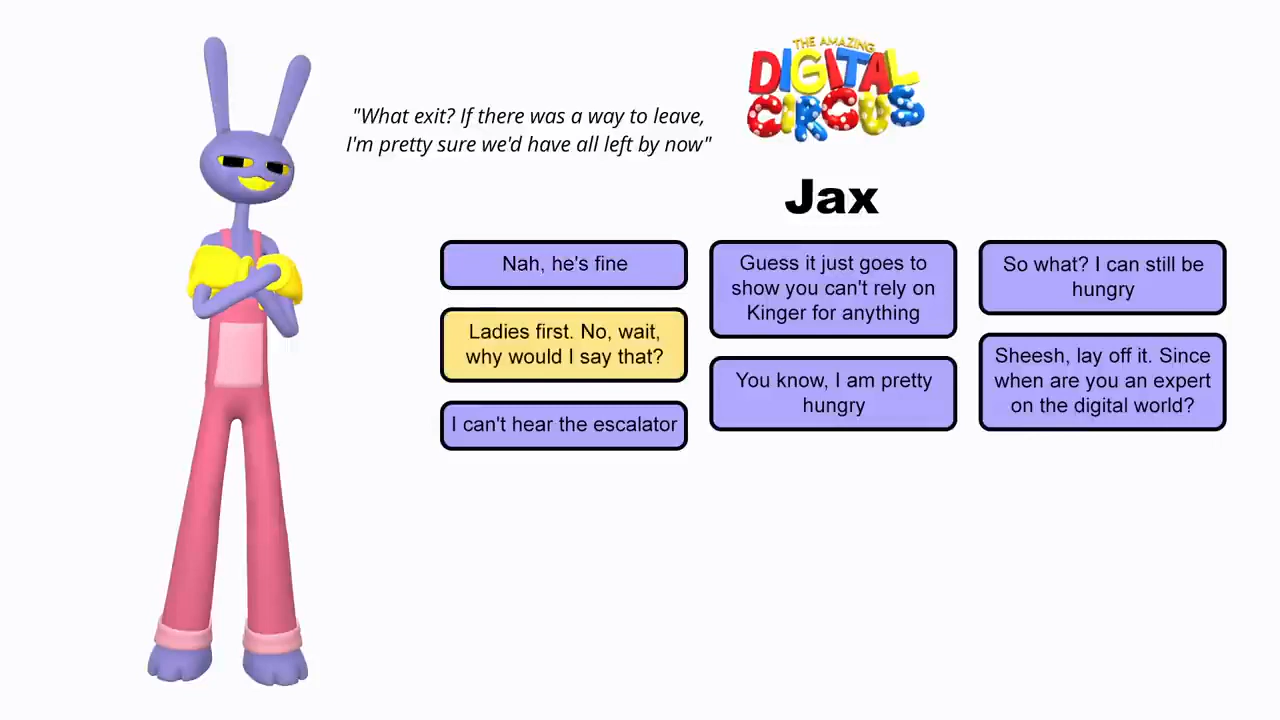 THE AMAZING
DIGITAL
CIRCUS
"What exit? If there was a way to leave,
I'm pretty sure we'd have all left by now"
Jax
Nah, he's fine
Ladies first. No, wait,
why would I say that?
I can't hear the escalator
Guess it just goes to
show you can't rely on
Kinger for anything
You know, I am pretty
hungry
So what? I can still be
hungry
Sheesh, lay off it. Since
when are you an expert
on the digital world?